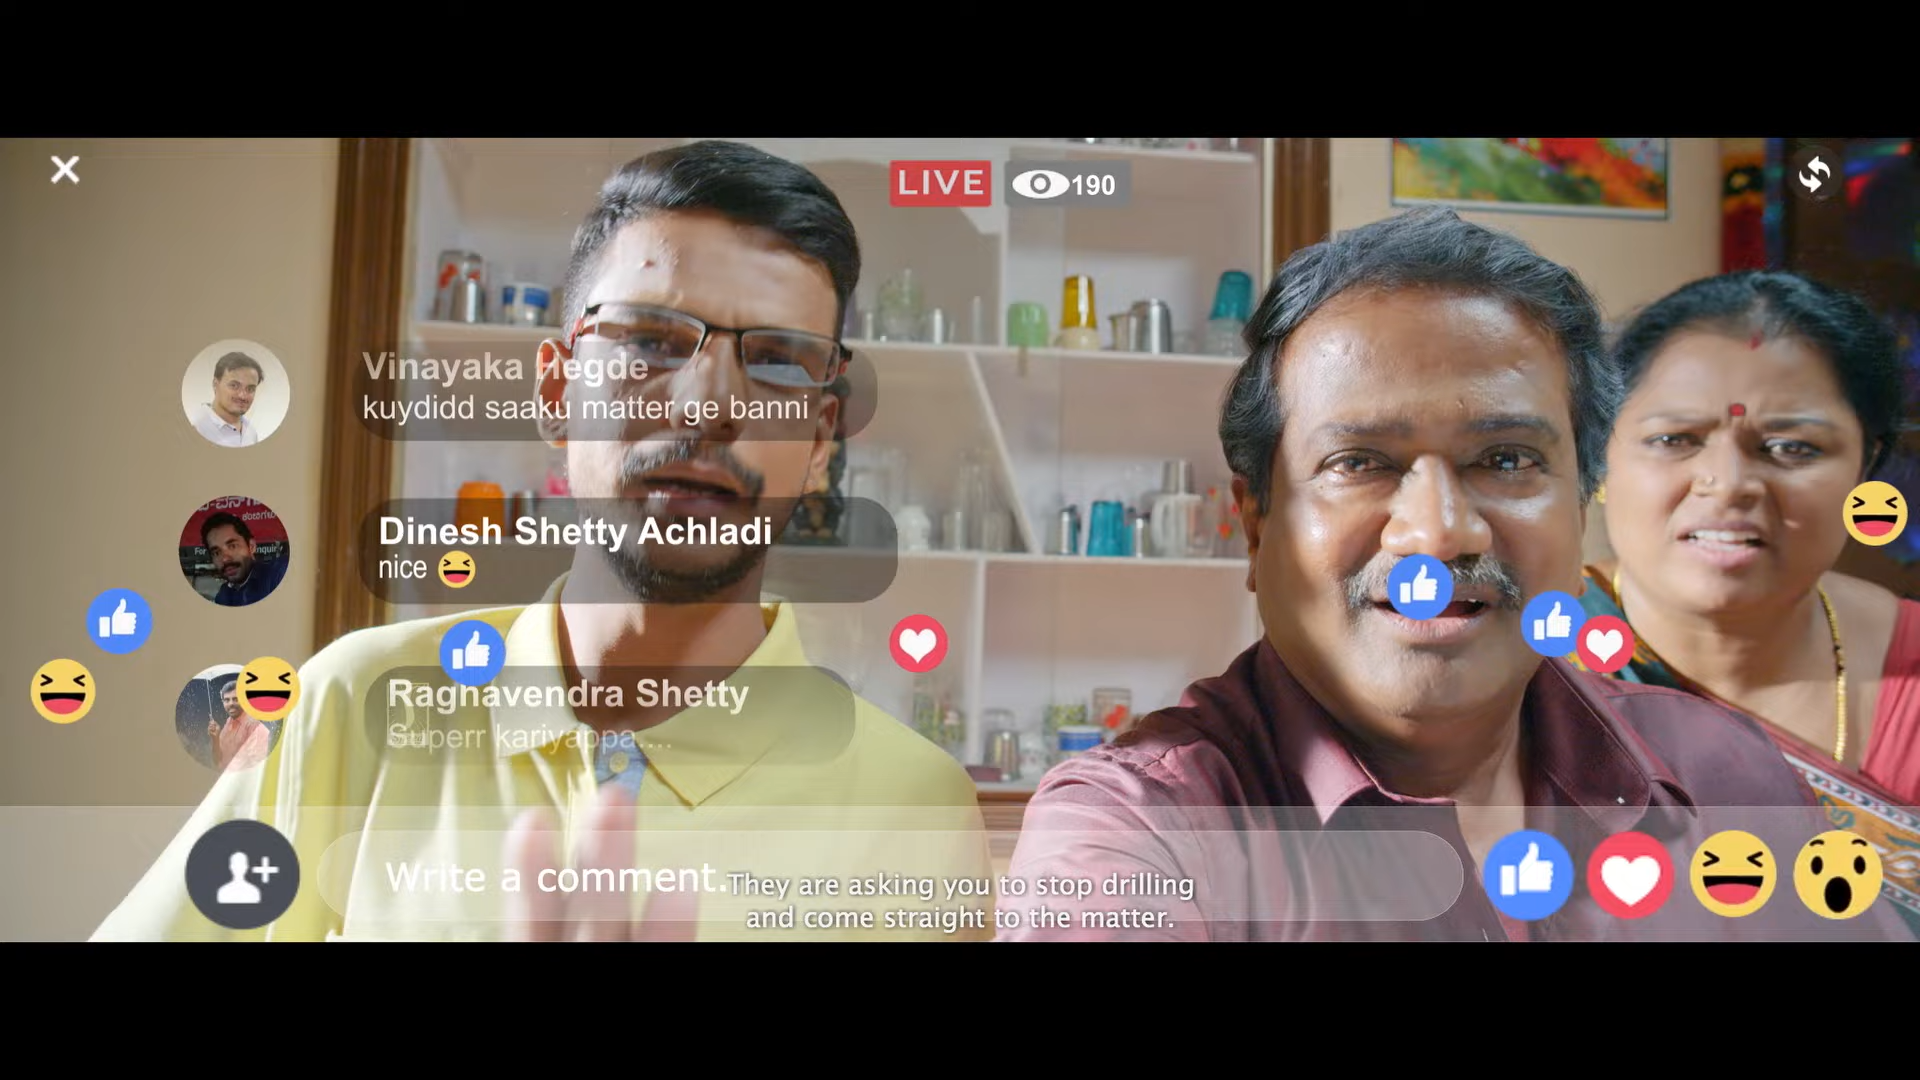 LIVE
190
Vinayaka Hegde
kuydidd saaku matter ge banni
Dinesh Shetty Achladi
nice
Raghavendra Shetty
Superr kariyappa....
Write a comment.
They are asking you to stop drilling
and come straight to the matter.